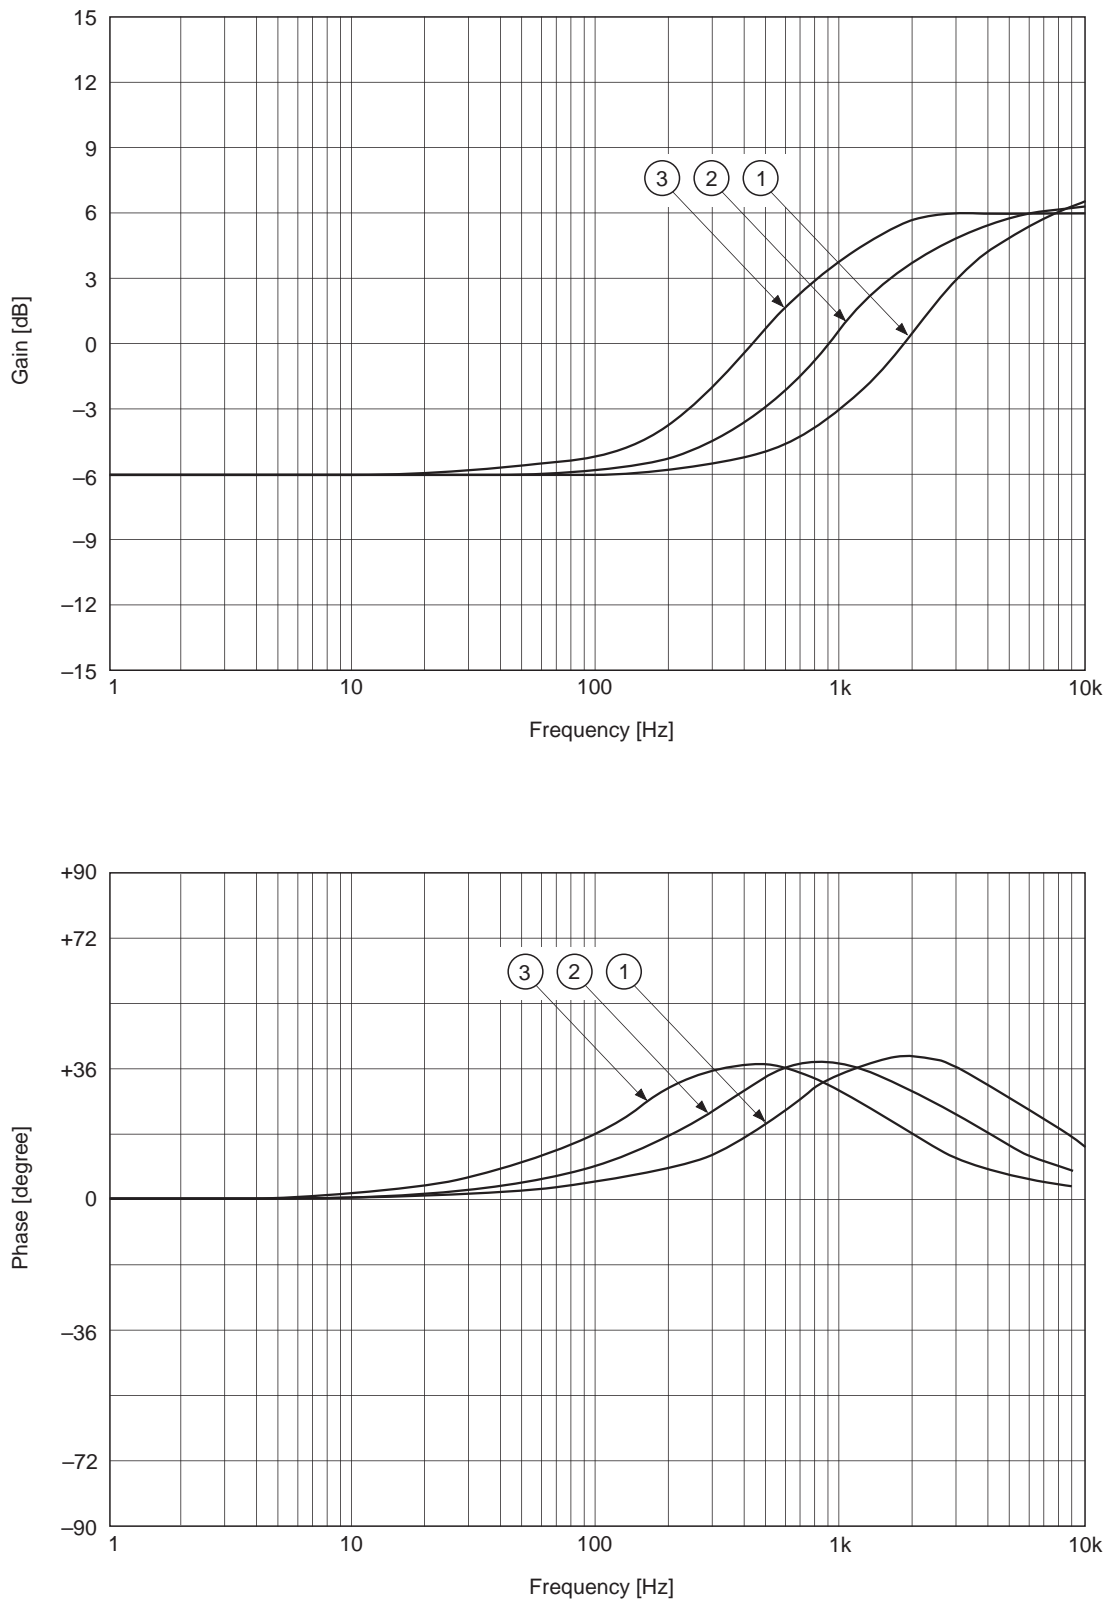 15
12
9
6
3
0
–3
–6
–9
–12
–15
Gain [dB]
3 2 1
1 10 100 1k 10k
Frequency [Hz]
+90
+72
+36
0
–36
–72
–90
Phase [degree]
3 2 1
1 10 100 1k 10k
Frequency [Hz]